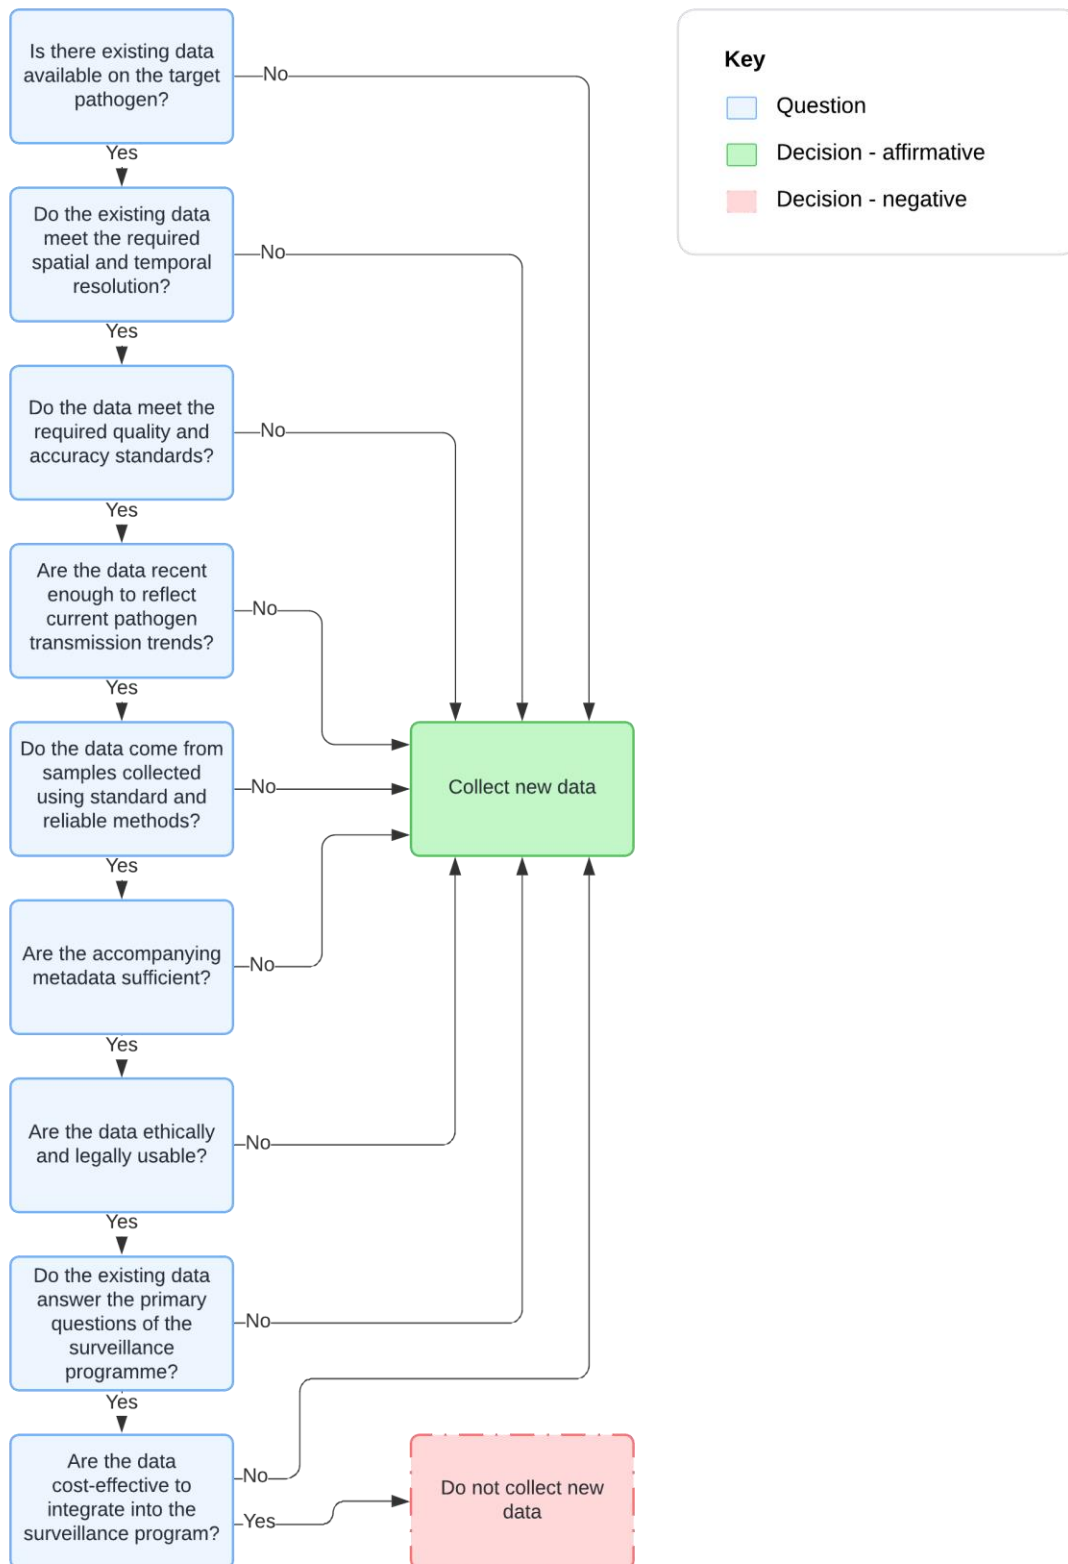 Is there existing data
available on the target
pathogen?
No
Key
Question
Decision - affirmative
Decision - negative
Yes
Do the existing data
meet the required
spatial and temporal
resolution?
No
Yes
Do the data meet the
required quality and
accuracy standards?
No
Yes
Are the data recent
enough to reflect
current pathogen
transmission trends?
No
Yes
Do the data come from
samples collected
using standard and
reliable methods?
No
Collect new data
Yes
Are the accompanying
metadata sufficient?
No
Yes
Are the data ethically
and legally usable?
No
Yes
Do the existing data
answer the primary
questions of the
surveillance
programme?
No
Yes
Are the data
cost-effective to
integrate into the
surveillance program?
No
Yes
Do not collect new
data